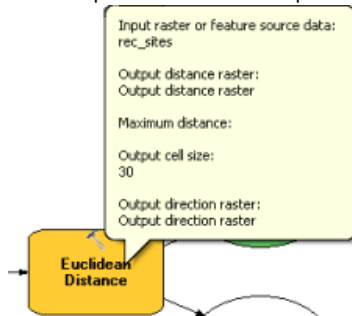 Input raster or feature source data:
rec_sites
Output distance raster:
Output distance raster
Maximum distance:
Output cell size:
30
Output direction raster:
Output direction raster
Euclidean
Distance